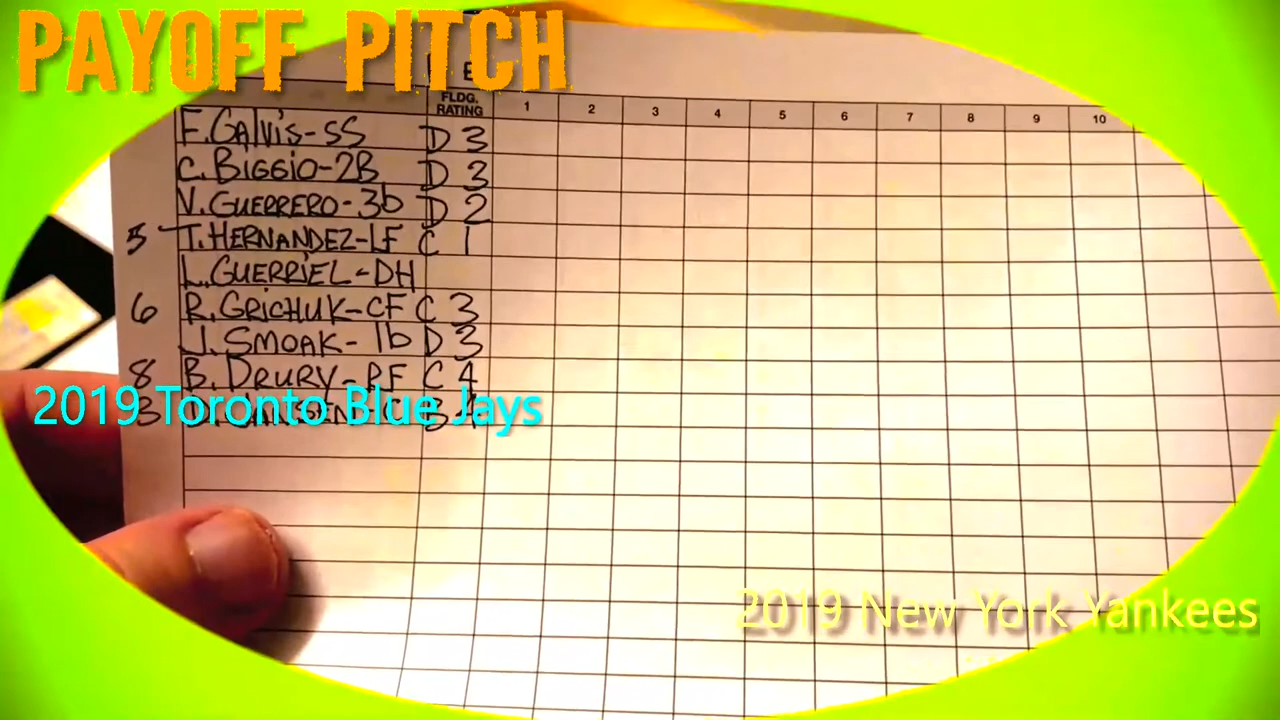 PAYOFF PITCH
FLDG. RATING 1 2 3 4 5 6 7 8 9 10
F. GALVIS-SS D 3
C. BIGGIO-2B D 3
V. GUERRERO-3b D 2
5 T. HERNANDEZ-LF C 1
L. GUERRIEL-DH
6 R. GRICHUK-CF C 3
J. SMOAK-1b D 3
8 B. DRURY-RF C 4
2019 Toronto Blue Jays
3 B 4
2019 New York Yankees